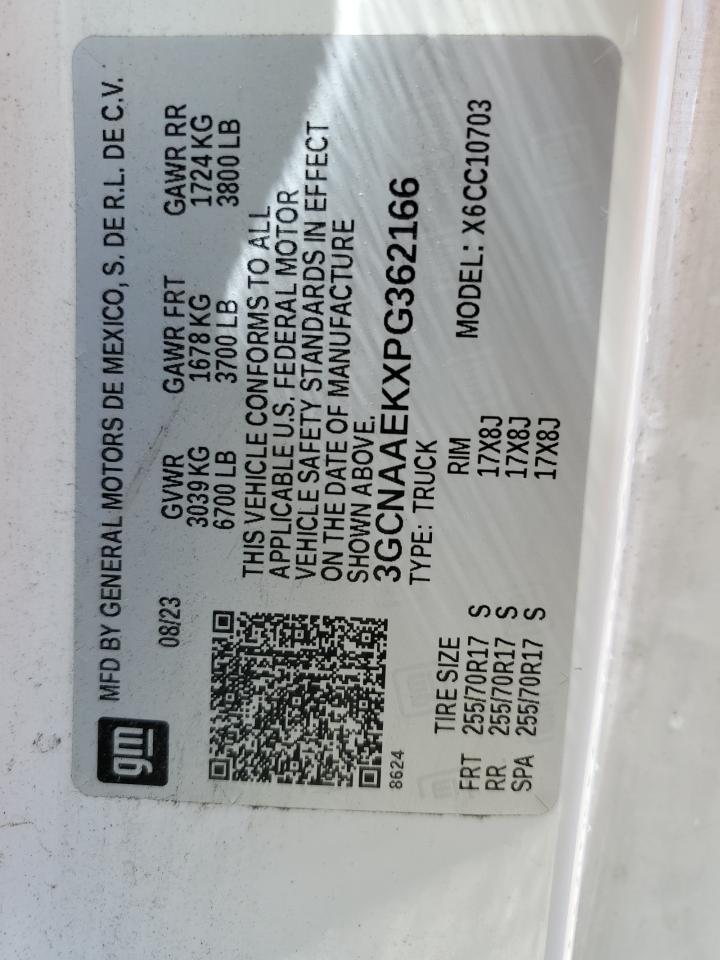 gm
MFD BY GENERAL MOTORS DE MEXICO, S. DE R.L. DE C.V.
08/23
GVWR GAWR FRT GAWR RR
3039 KG 1678 KG 1724 KG
6700 LB 3700 LB 3800 LB
THIS VEHICLE CONFORMS TO ALL
APPLICABLE U.S. FEDERAL MOTOR
VEHICLE SAFETY STANDARDS IN EFFECT
ON THE DATE OF MANUFACTURE
SHOWN ABOVE.
3GCNAAEKXPG362166
TYPE: TRUCK
MODEL: X6CC10703
8624
TIRE SIZE RIM
FRT 255/70R17 S 17X8J
RR. 255/70R17 S 17X8J
SPA 255/70R17 S 17X8J